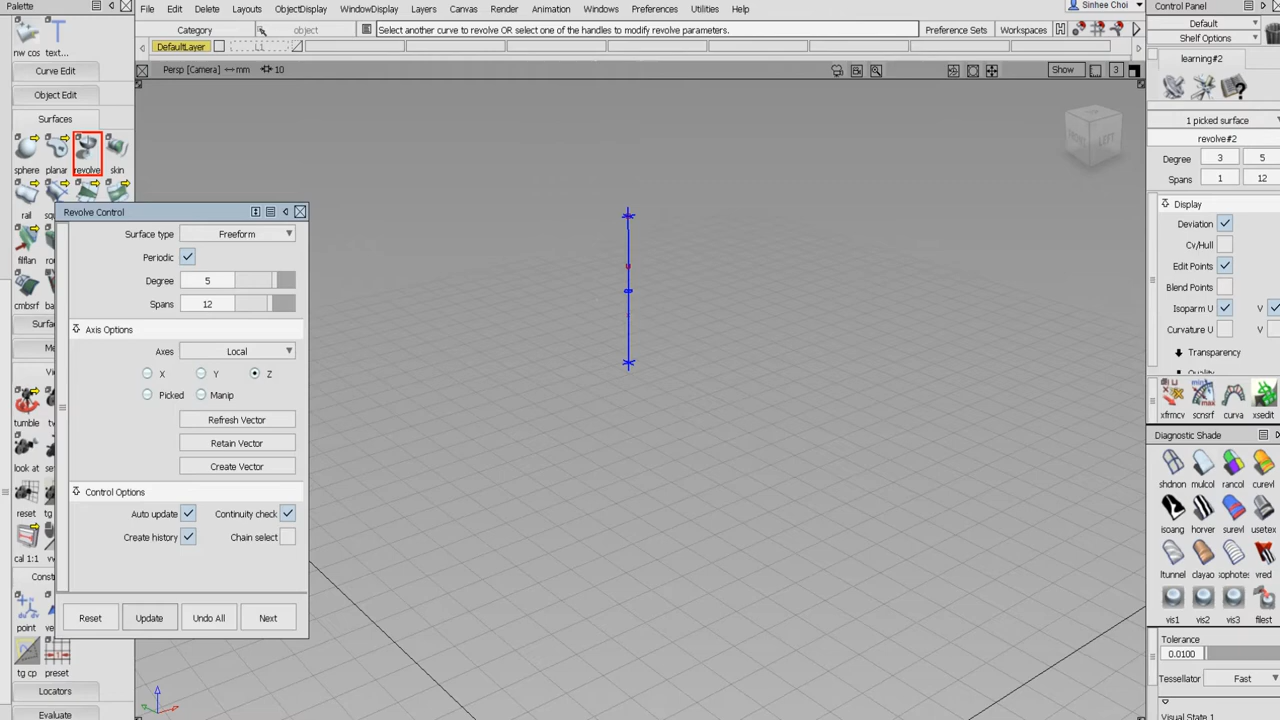 Palette
File Edit Delete Layouts ObjectDisplay WindowDisplay Layers Canvas Render Animation Windows Preferences Utilities Help
Sinhee Choi
Control Panel
Category
object
Select another curve to revolve OR select one of the handles to modify revolve parameters.
Preference Sets
Workspaces
Default
Shelf Options
DefaultLayer
nw cos text...
Curve Edit
Object Edit
Surfaces
sphere planar revolve skin
Persp [Camera] mm 10
Show
3
learning#2
1 picked surface
revolve#2
Degree 3 5
Spans 1 12
Display
Deviation
Cv/Hull
Edit Points
Blend Points
Isoparm U V
Curvature U V
Transparency
LEFT
rail
filflan
cmbsrf
tumble
look at
reset
cal 1:1
point
tg cp preset
Locators
Evaluate
Revolve Control
Surface type Freeform
Periodic
Degree 5
Spans 12
Axis Options
Axes Local
X Y Z
Picked Manip
Refresh Vector
Retain Vector
Create Vector
Control Options
Auto update Continuity check
Create history Chain select
Reset Update Undo All Next
xfrmcv scnsrf curva xsedit
Diagnostic Shade
shdnon mulcol rancol curevl
isoang horver surevl usetex
ltunnel clayao sophotes vred
vis1 vis2 vis3 filest
Tolerance
0.0100
Tessellator Fast
Visual State 1